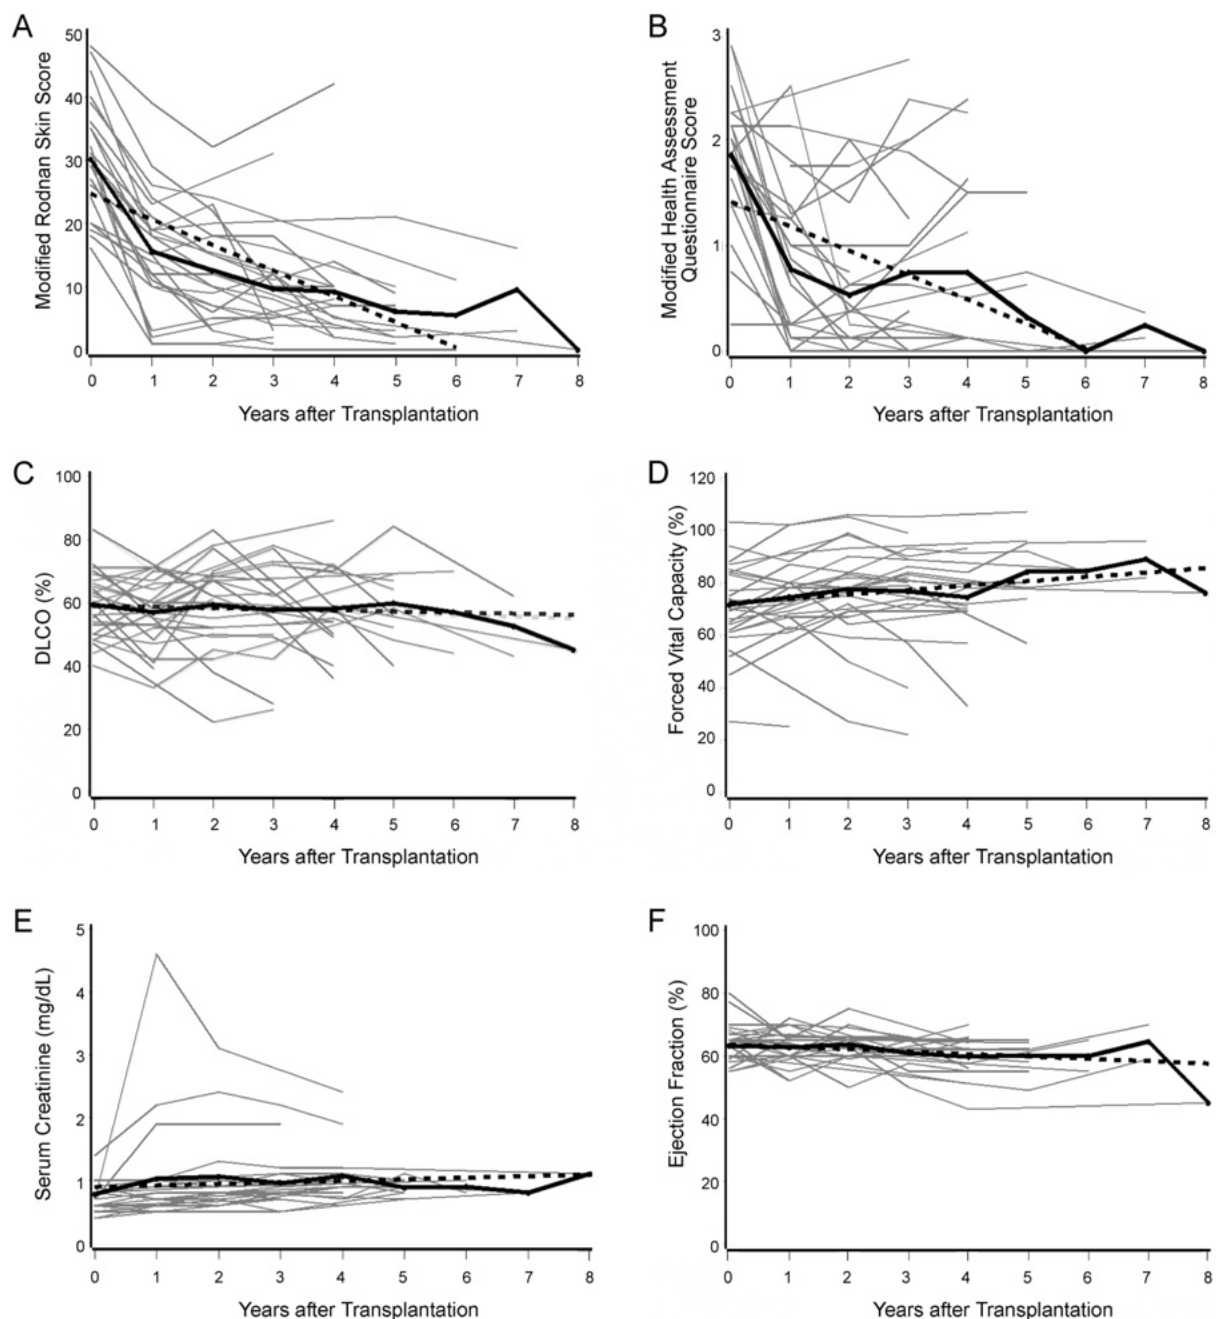 A
Modified Rodnan Skin Score
50
40
30
20
10
0
0 1 2 3 4 5 6 7 8
Years after Transplantation
B
Modified Health Assessment
Questionnaire Score
3
2
1
0
0 1 2 3 4 5 6 7 8
Years after Transplantation
C
DLCO (%)
100
80
60
40
20
0
0 1 2 3 4 5 6 7 8
Years after Transplantation
D
Forced Vital Capacity (%)
120
100
80
60
40
20
0
0 1 2 3 4 5 6 7 8
Years after Transplantation
E
Serum Creatinine (mg/dL)
5
4
3
2
1
0
0 1 2 3 4 5 6 7 8
Years after Transplantation
F
Ejection Fraction (%)
100
80
60
40
20
0
0 1 2 3 4 5 6 7 8
Years after Transplantation